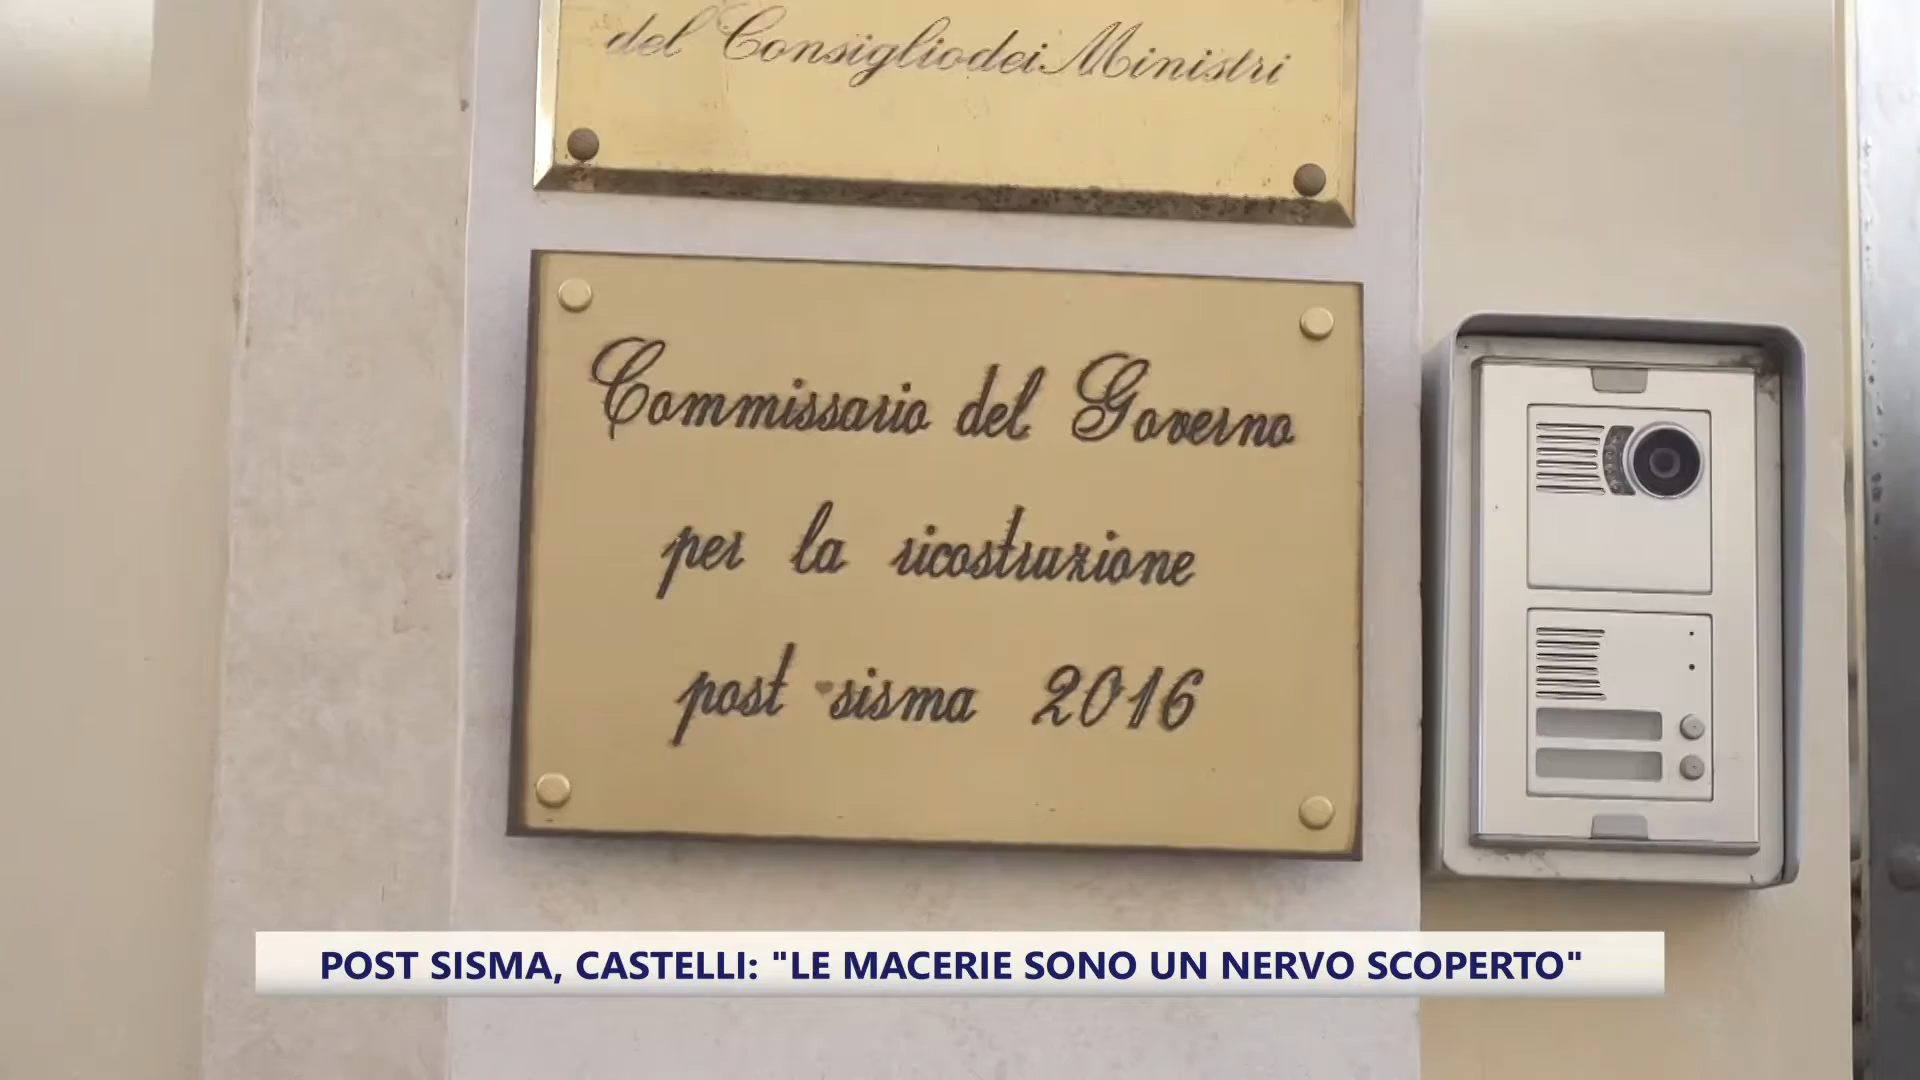 del Consiglio dei Ministri
Commissario del Governo
per la ricostruzione
post sisma 2016
POST SISMA, CASTELLI: "LE MACERIE SONO UN NERVO SCOPERTO"